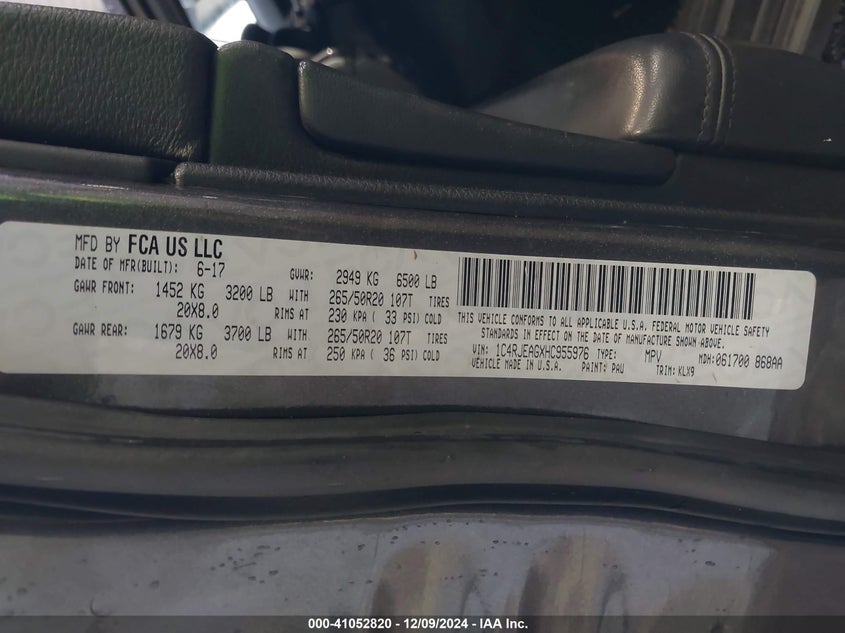 MFD BY FCA US LLC
DATE OF MFR(BUILT): 6-17 GVWR: 2949 KG 6500 LB
GAWR FRONT: 1452 KG 3200 LB WITH 265/50R20 107T TIRES
20X8.0 RIMS AT 230 KPA ( 33 PSI) COLD
GAWR REAR: 1679 KG 3700 LB WITH 265/50R20 107T TIRES
20X8.0 RIMS AT 250 KPA ( 36 PSI) COLD
THIS VEHICLE CONFORMS TO ALL APPLICABLE U.S.A. FEDERAL MOTOR VEHICLE SAFETY
STANDARDS IN EFFECT ON THE DATE OF MANUFACTURE SHOWN ABOVE.
VIN: 1C4RJEAGXHC955976 TYPE: MPV MDH: 061700 868AA
VEHICLE MADE IN U.S.A. PAINT: PAU TRIM: KLX9
000-41052820 - 12/09/2024 - IAA Inc.